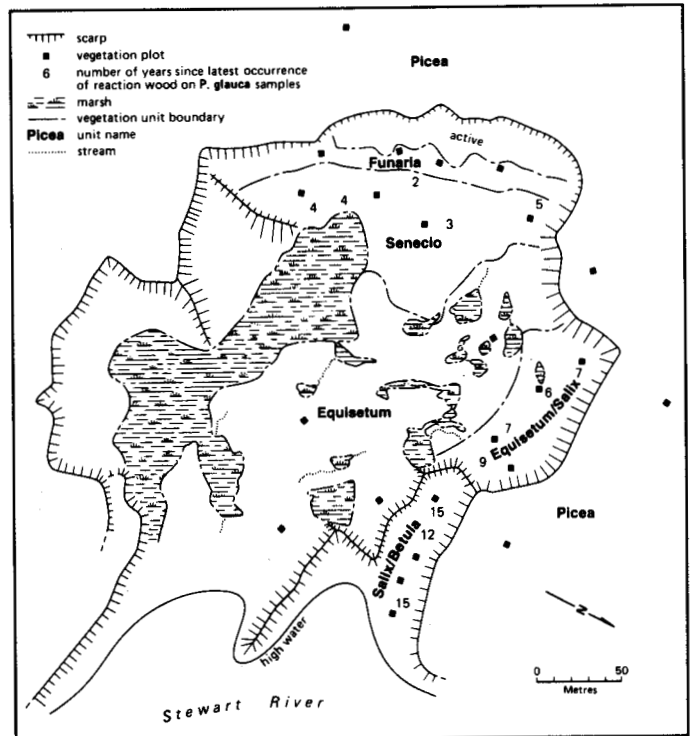 scarp
vegetation plot
6 number of years since latest occurrence
of reaction wood on P. glauca samples
marsh
vegetation unit boundary
Picea unit name
stream
Picea
active
Funaria
2
4
4
5
3
Senecio
7
6
Equisetum
Equisetum/Salix
7
9
15
Picea
12
Salix/Betula
15
N
high water
0 50
Metres
Stewart River